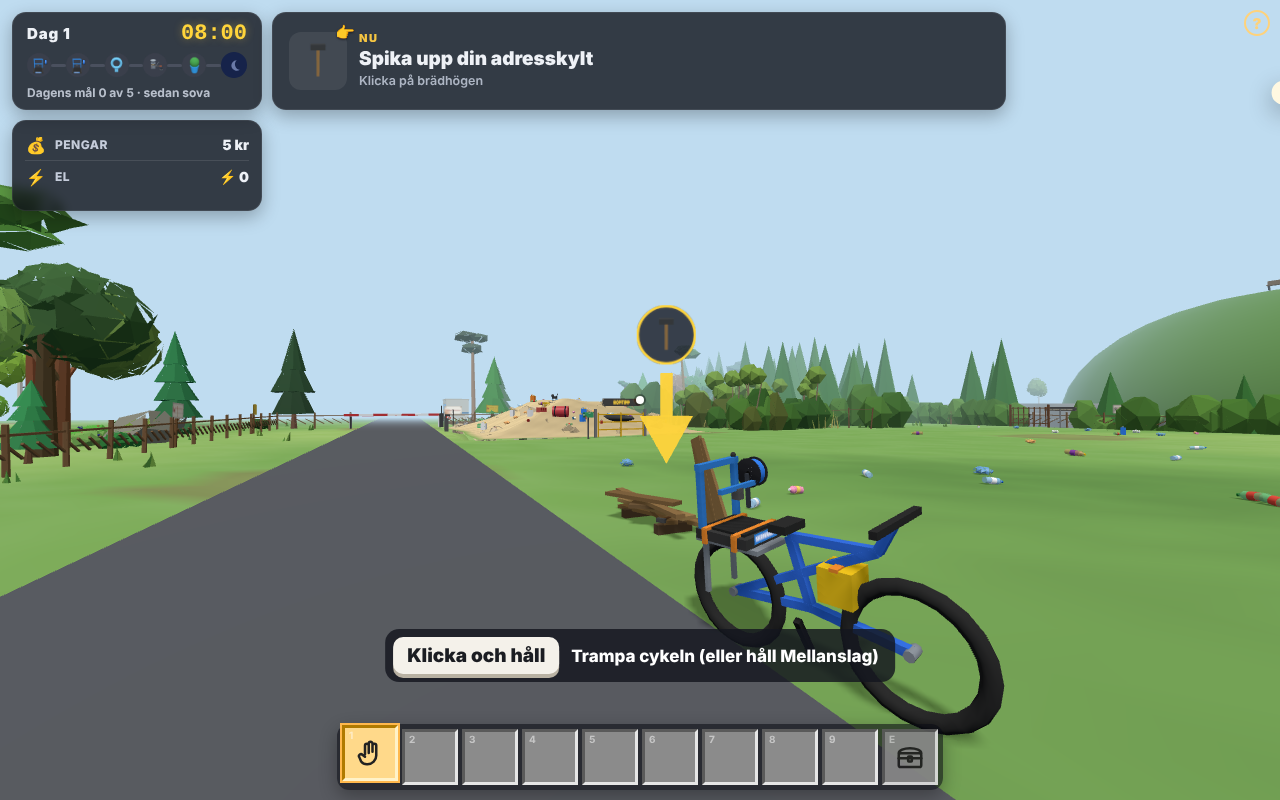 Dag 1
08:00
Dagens mål 0 av 5 · sedan sova
NU
Spika upp din adresskylt
Klicka på brädhögen
PENGAR
5 kr
EL
0
Klicka och håll
Trampa cykeln (eller håll Mellanslag)
1
2
3
4
5
6
7
8
9
E